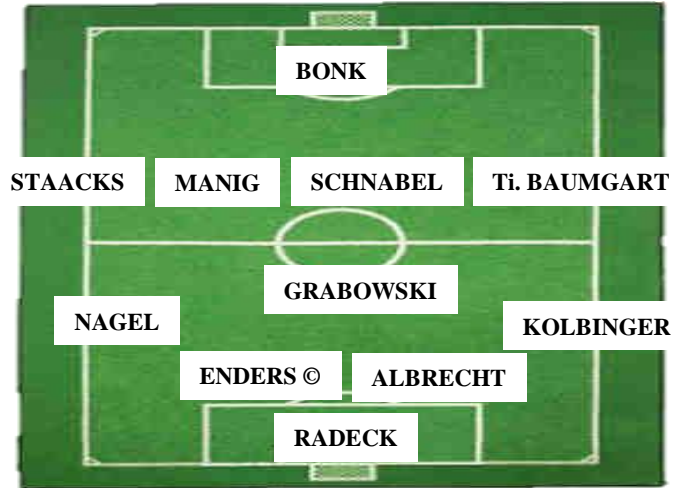 BONK
STAACKS MANIG SCHNABEL Ti. BAUMGART
GRABOWSKI
NAGEL KOLBINGER
ENDERS © ALBRECHT
RADECK